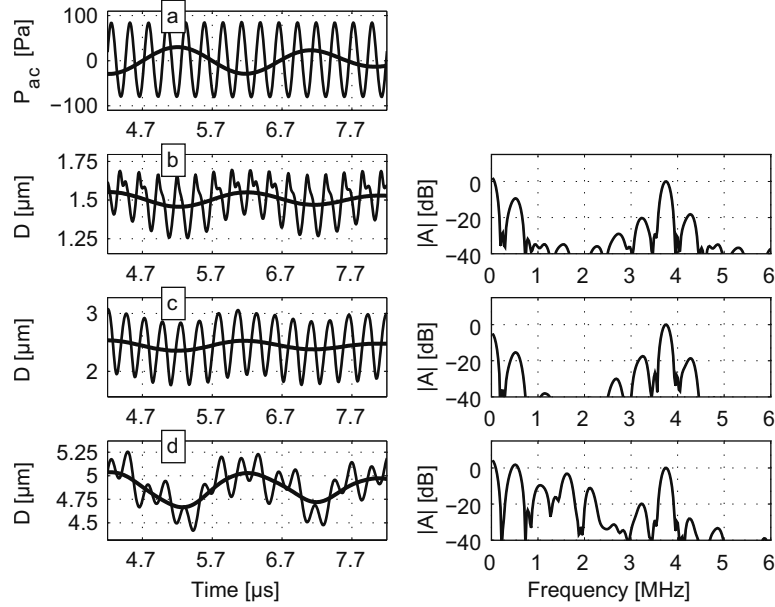 a
P_ac [Pa]
100
0
−100
4.7 5.7 6.7 7.7
b
D [μm]
1.75
1.5
1.25
4.7 5.7 6.7 7.7
|A| [dB]
0
−20
−40
0 1 2 3 4 5 6
c
D [μm]
3
2
4.7 5.7 6.7 7.7
|A| [dB]
0
−20
−40
0 1 2 3 4 5 6
d
D [μm]
5.25
5
4.75
4.5
4.7 5.7 6.7 7.7
Time [μs]
|A| [dB]
0
−20
−40
0 1 2 3 4 5 6
Frequency [MHz]